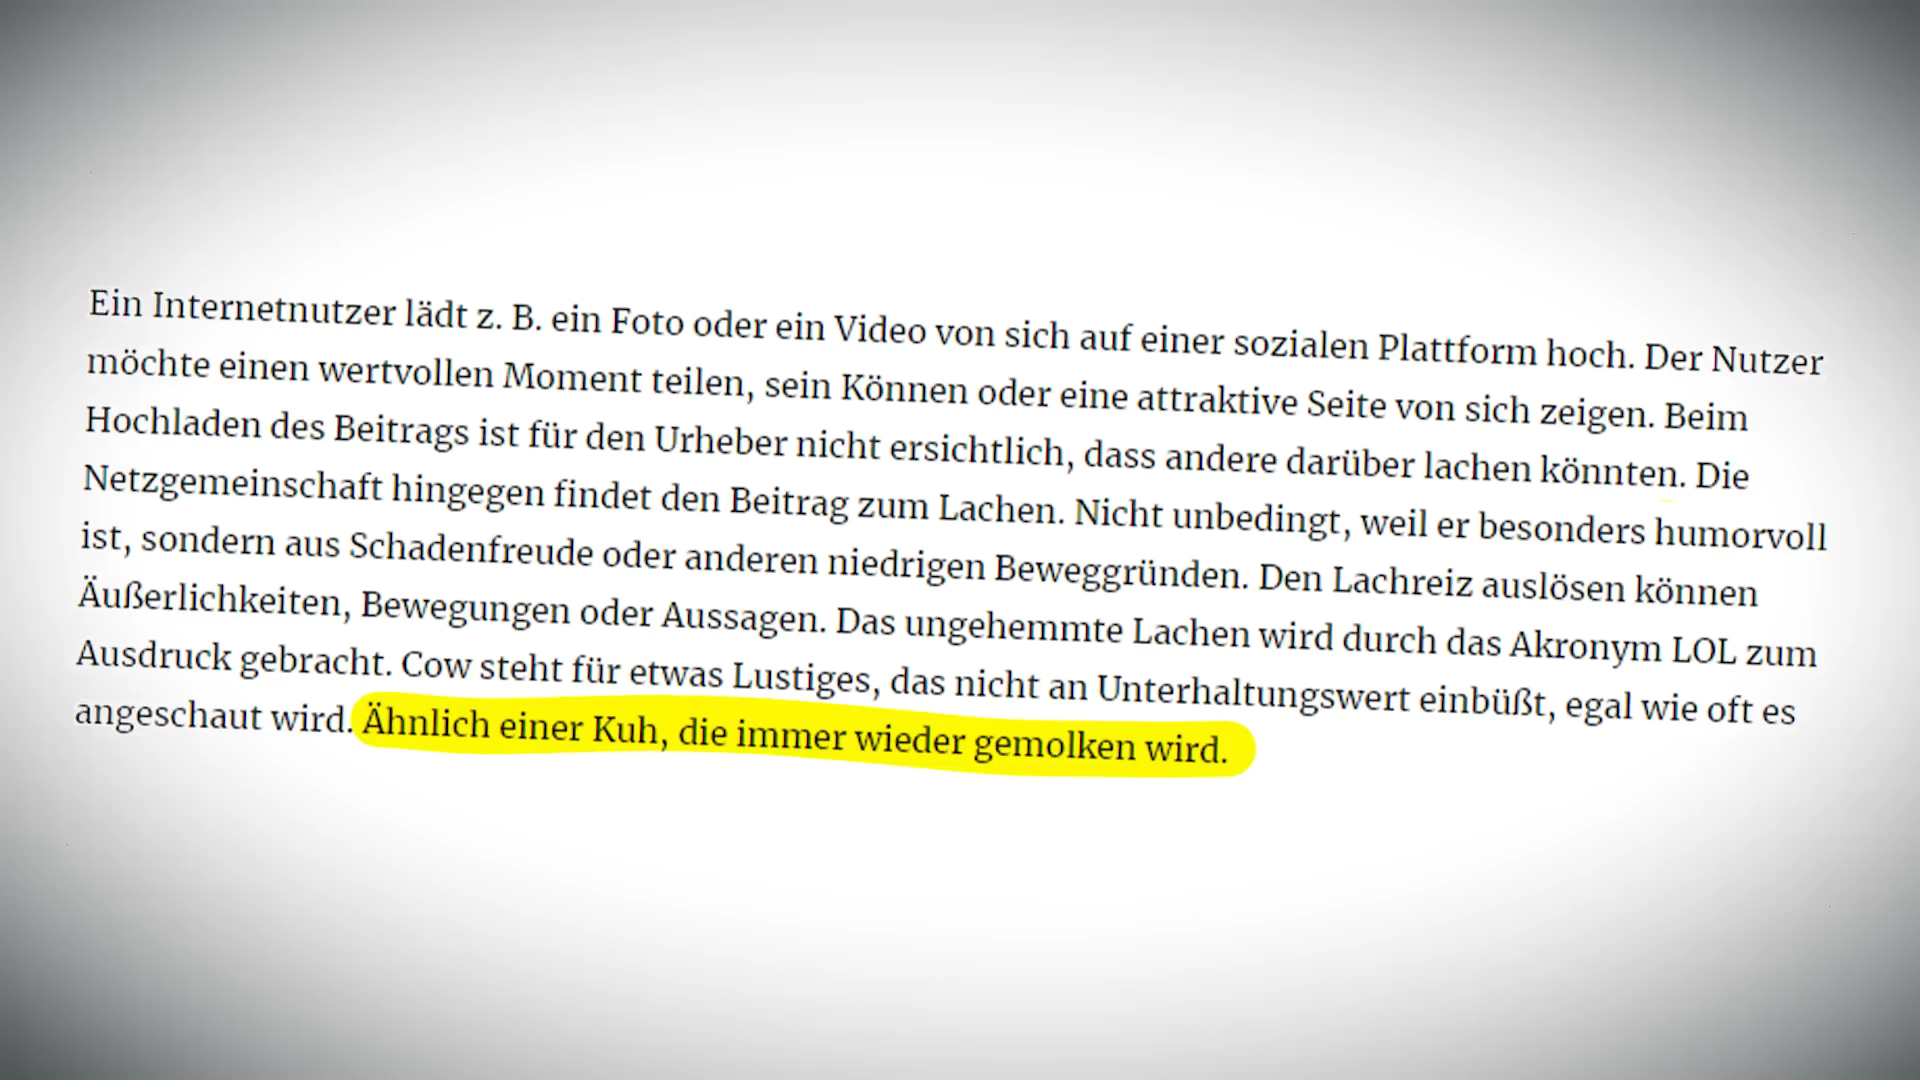 Ein Internetnutzer lädt z. B. ein Foto oder ein Video von sich auf einer sozialen Plattform hoch. Der Nutzer
möchte einen wertvollen Moment teilen, sein Können oder eine attraktive Seite von sich zeigen. Beim
Hochladen des Beitrags ist für den Urheber nicht ersichtlich, dass andere darüber lachen könnten. Die
Netzgemeinschaft hingegen findet den Beitrag zum Lachen. Nicht unbedingt, weil er besonders humorvoll
ist, sondern aus Schadenfreude oder anderen niedrigen Beweggründen. Den Lachreiz auslösen können
Äußerlichkeiten, Bewegungen oder Aussagen. Das ungehemmte Lachen wird durch das Akronym LOL zum
Ausdruck gebracht. Cow steht für etwas Lustiges, das nicht an Unterhaltungswert einbüßt, egal wie oft es
angeschaut wird. Ähnlich einer Kuh, die immer wieder gemolken wird.